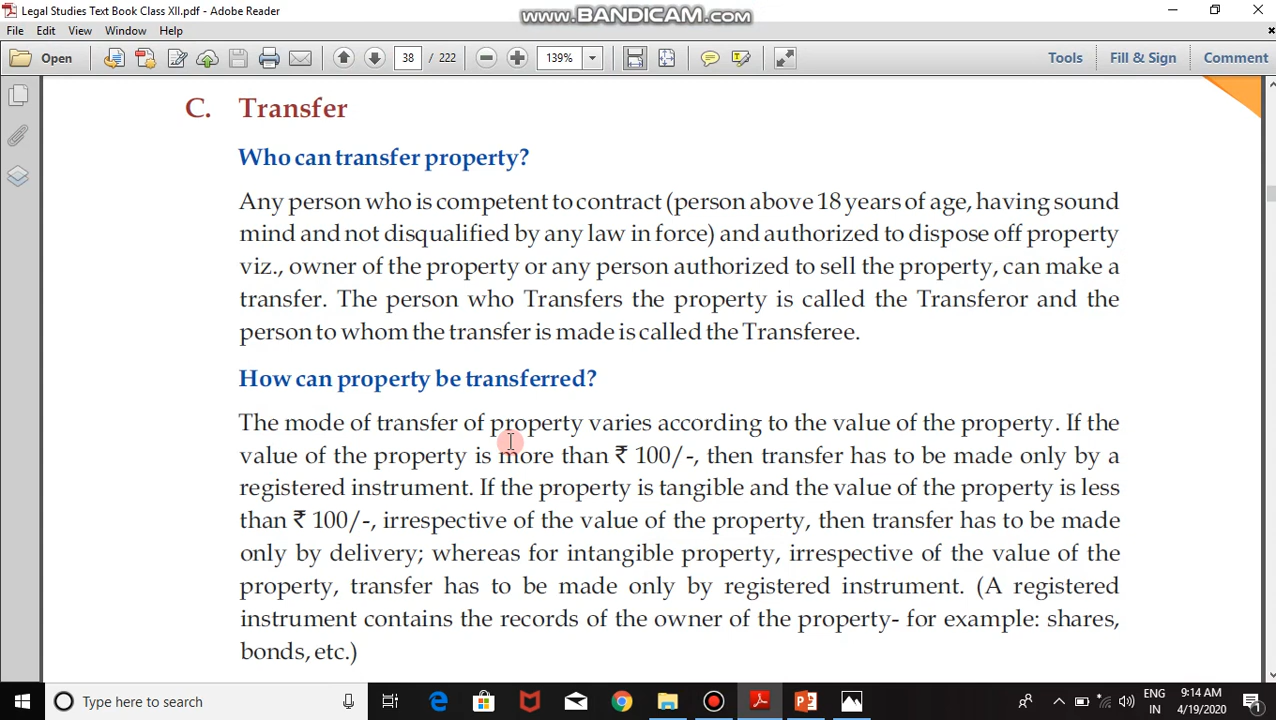 Legal Studies Text Book Class XII.pdf - Adobe Reader
www.BANDICAM.com
File Edit View Window Help
Open 38 / 222 139% Tools Fill & Sign Comment
C. Transfer
Who can transfer property?
Any person who is competent to contract (person above 18 years of age, having sound
mind and not disqualified by any law in force) and authorized to dispose off property
viz., owner of the property or any person authorized to sell the property, can make a
transfer. The person who Transfers the property is called the Transferor and the
person to whom the transfer is made is called the Transferee.
How can property be transferred?
The mode of transfer of property varies according to the value of the property. If the
value of the property is more than ₹ 100/-, then transfer has to be made only by a
registered instrument. If the property is tangible and the value of the property is less
than ₹ 100/-, irrespective of the value of the property, then transfer has to be made
only by delivery; whereas for intangible property, irrespective of the value of the
property, transfer has to be made only by registered instrument. (A registered
instrument contains the records of the owner of the property- for example: shares,
bonds, etc.)
Type here to search
ENG
IN
9:14 AM
4/19/2020
1